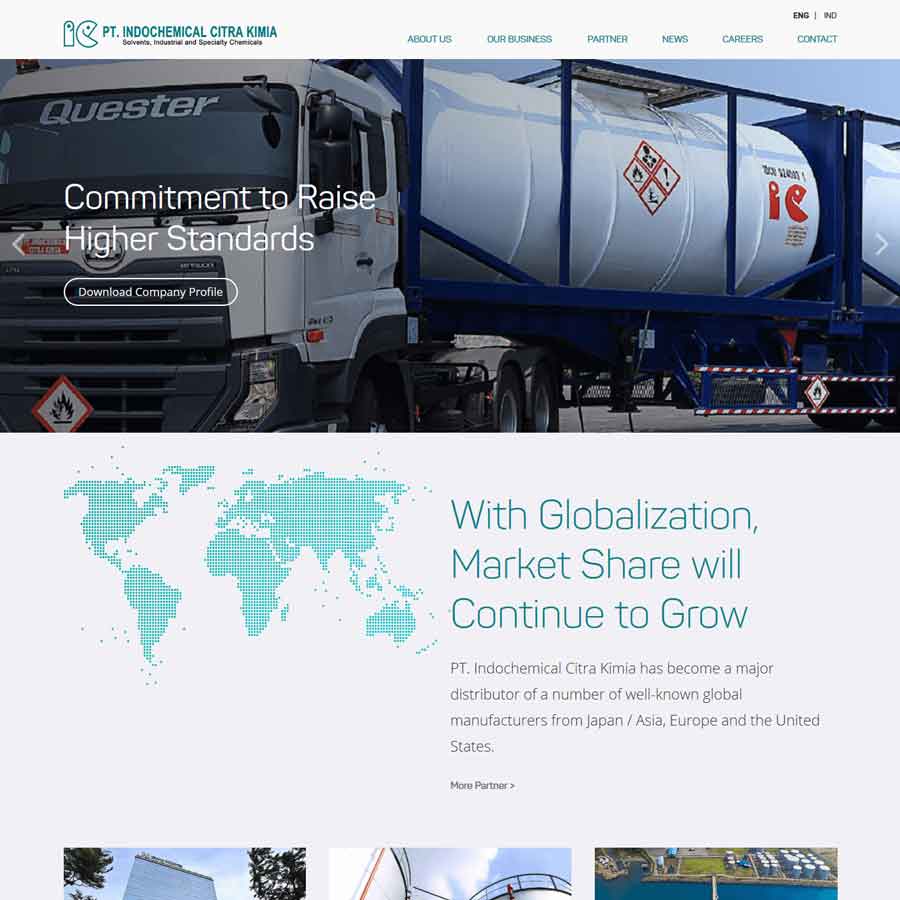 ENG | IND
PT. INDOCHEMICAL CITRA KIMIA
Solvents, Industrial and Specialty Chemicals
ABOUT US
OUR BUSINESS
PARTNER
NEWS
CAREERS
CONTACT
Quester
Commitment to Raise
Higher Standards
Download Company Profile
ic
With Globalization,
Market Share will
Continue to Grow
PT. Indochemical Citra Kimia has become a major
distributor of a number of well-known global
manufacturers from Japan / Asia, Europe and the United
States.
More Partner >